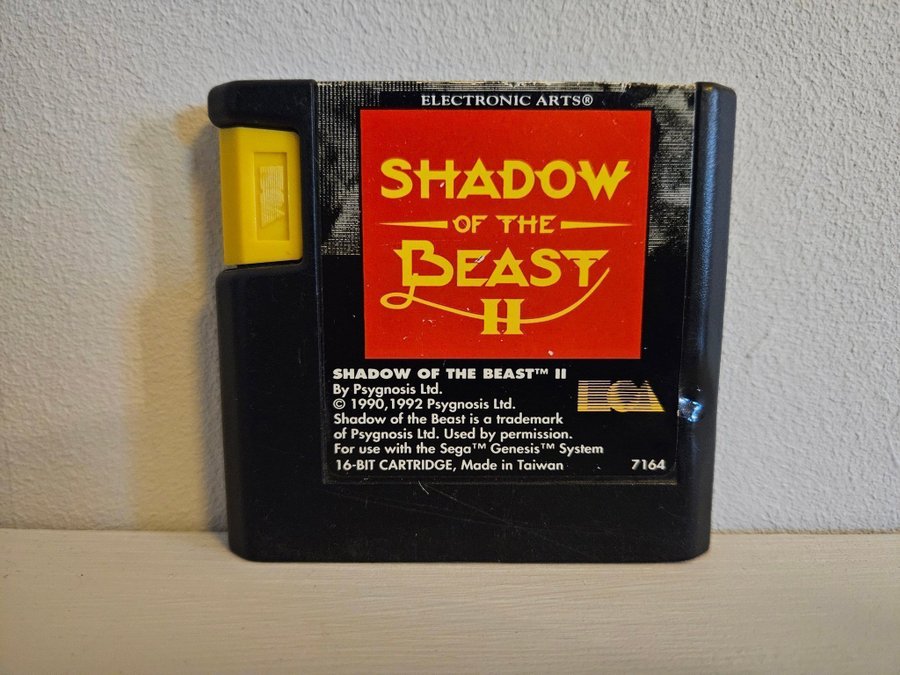 ELECTRONIC ARTS®
SHADOW
OF THE
BEAST
II
SHADOW OF THE BEAST™ II
By Psygnosis Ltd.
© 1990,1992 Psygnosis Ltd.
Shadow of the Beast is a trademark
of Psygnosis Ltd. Used by permission.
For use with the Sega™ Genesis™ System
16-BIT CARTRIDGE, Made in Taiwan
7164